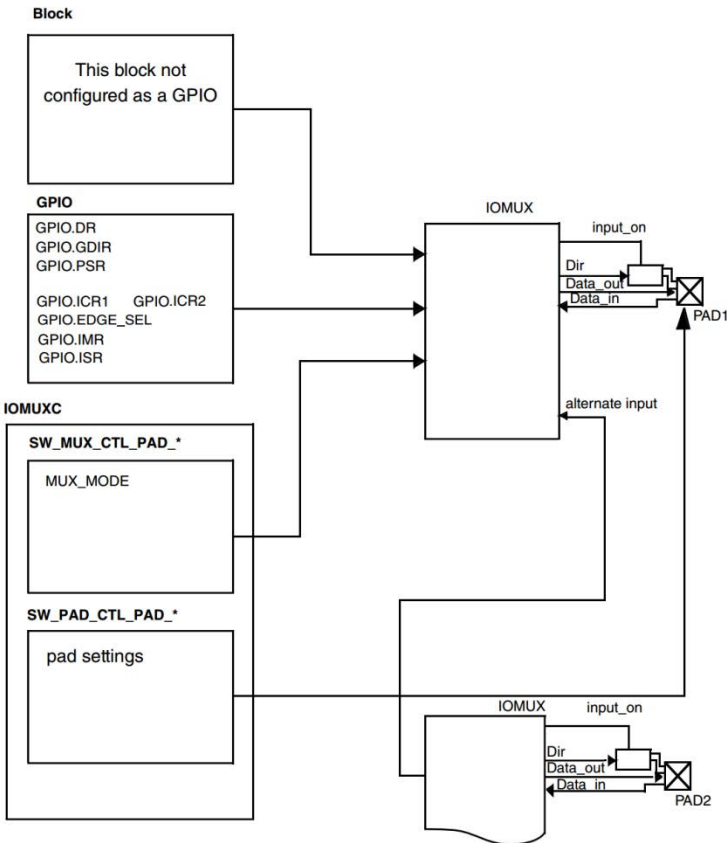 Block
This block not
configured as a GPIO
GPIO
GPIO.DR
GPIO.GDIR
GPIO.PSR
GPIO.ICR1 GPIO.ICR2
GPIO.EDGE_SEL
GPIO.IMR
GPIO.ISR
IOMUX
input_on
Dir
Data_out
Data_in
PAD1
alternate input
IOMUXC
SW_MUX_CTL_PAD_*
MUX_MODE
SW_PAD_CTL_PAD_*
pad settings
IOMUX
input_on
Dir
Data_out
Data_in
PAD2